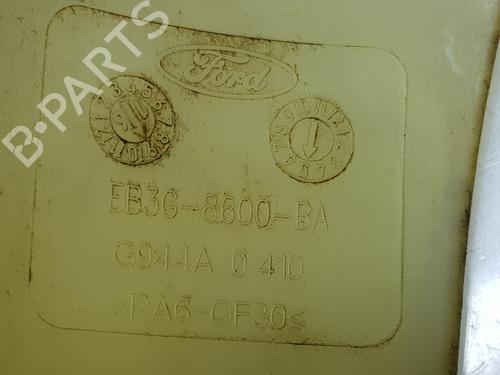 B-PARTS
Ford
EB3G-8600-BA
G944A Ø 410
PA6-GF30<